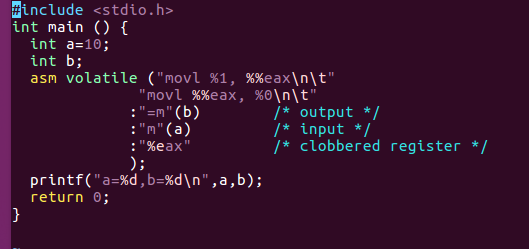 #include <stdio.h>
int main () {
  int a=10;
  int b;
  asm volatile ("movl %1, %%eax\n\t"
                "movl %%eax, %0\n\t"
               :"=m"(b)        /* output */
               :"m"(a)         /* input */
               :"%eax"         /* clobbered register */
               );
  printf("a=%d,b=%d\n",a,b);
  return 0;
}